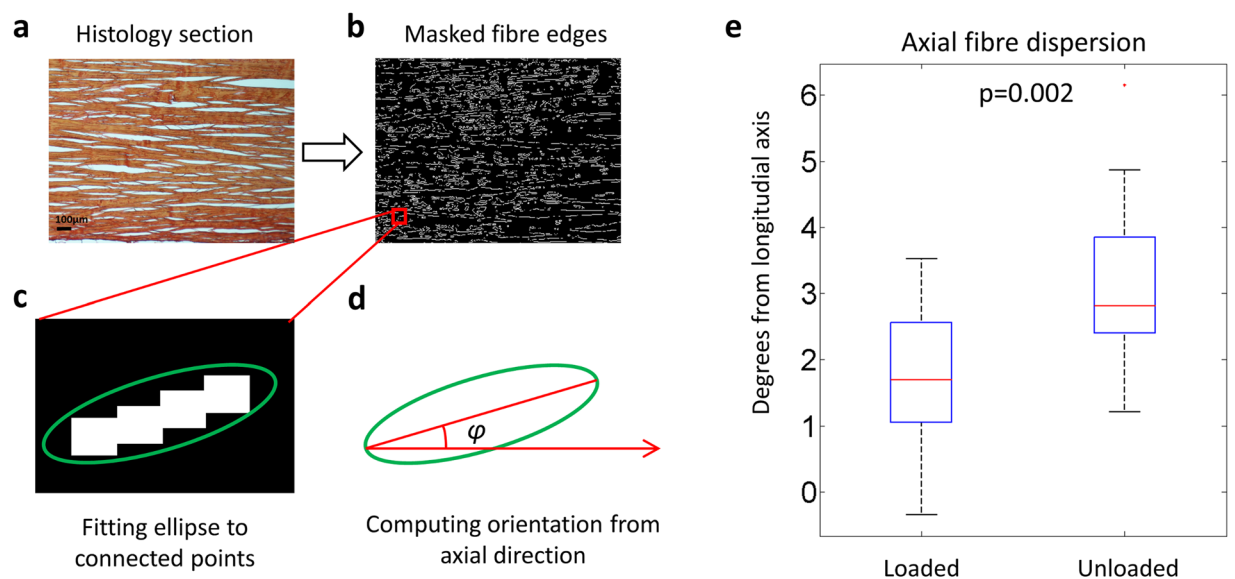 a
Histology section
100μm
b
Masked fibre edges
c
Fitting ellipse to
connected points
d
φ
Computing orientation from
axial direction
e
Axial fibre dispersion
p=0.002
Degrees from longitudial axis
6
5
4
3
2
1
0
Loaded
Unloaded